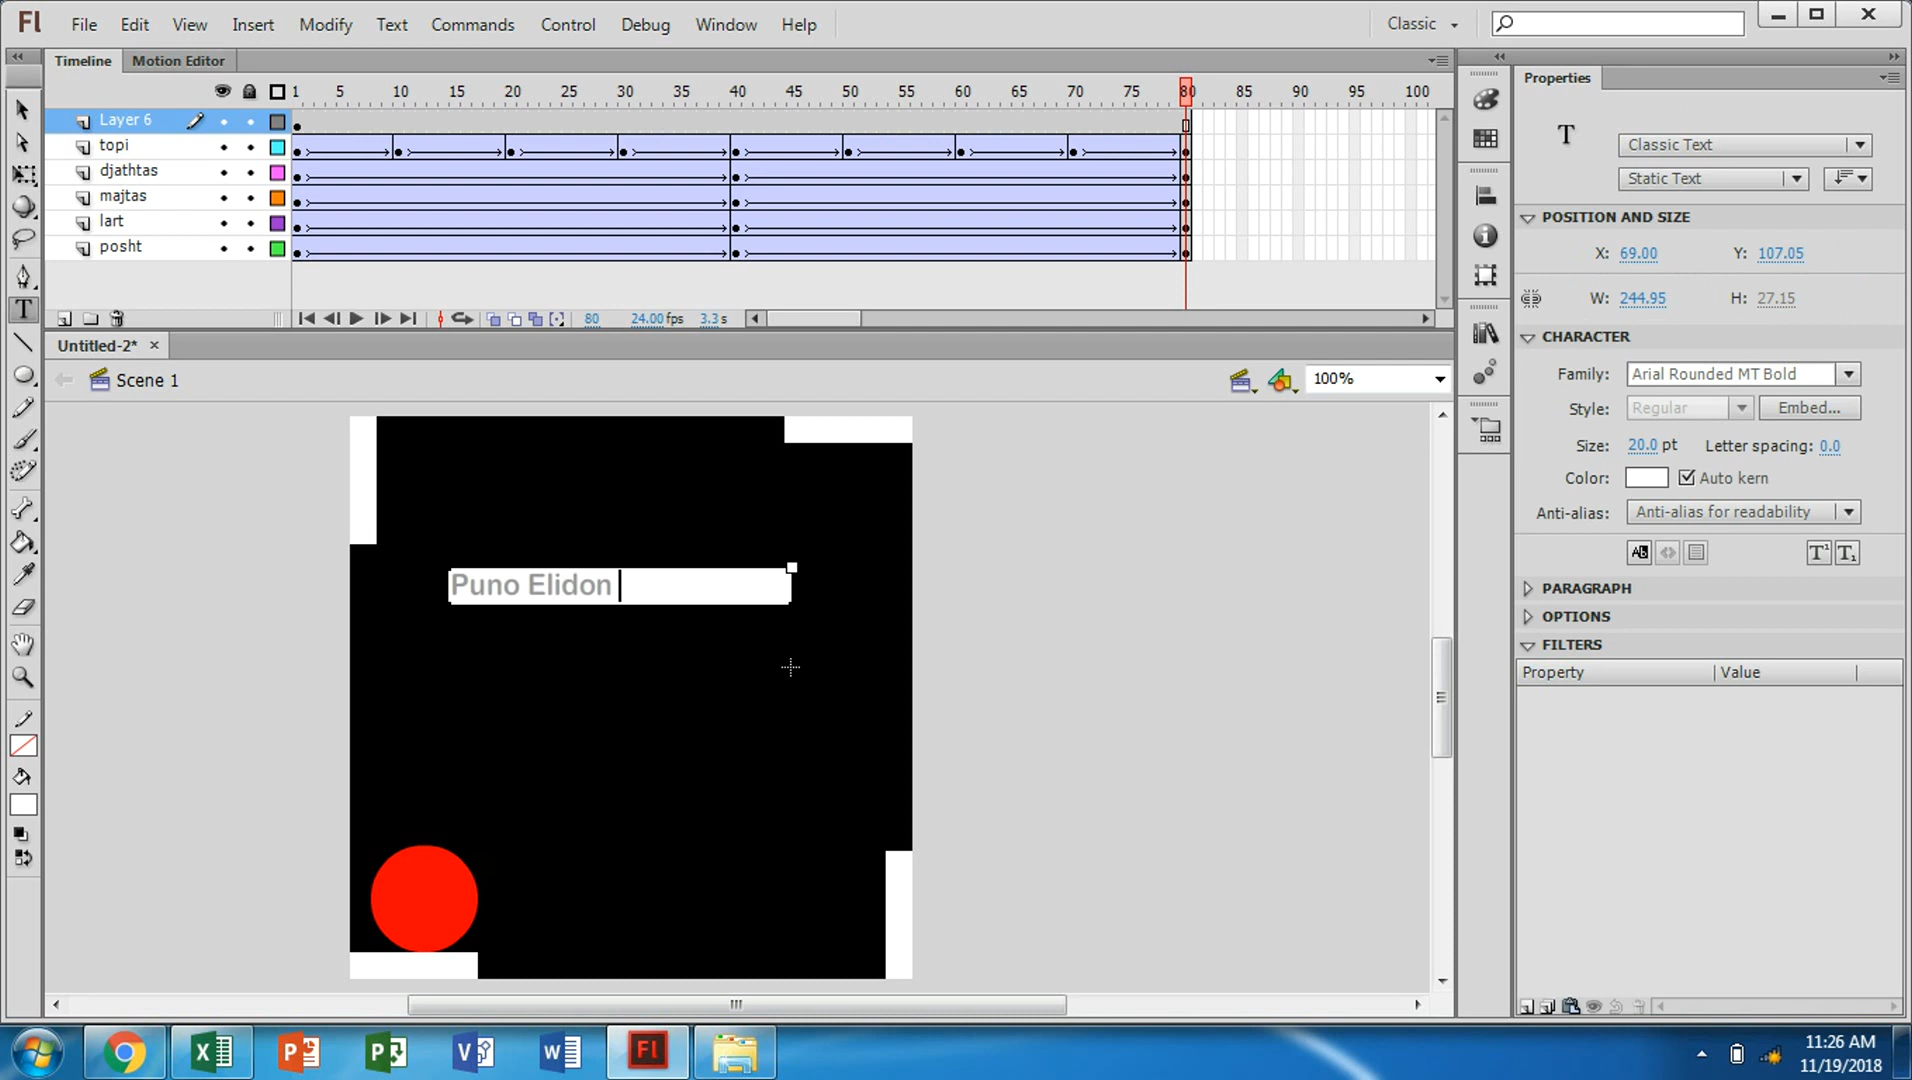 Fl File Edit View Insert Modify Text Commands Control Debug Window Help Classic
Timeline Motion Editor
1 5 10 15 20 25 30 35 40 45 50 55 60 65 70 75 80 85 90 95 100
Layer 6
topi
djathtas
majtas
lart
posht
80 24.00 fps 3.3 s
Untitled-2*
Scene 1
100%
Puno Elidon
Properties
T
Classic Text
Static Text
POSITION AND SIZE
X: 69.00 Y: 107.05
W: 244.95 H: 27.15
CHARACTER
Family: Arial Rounded MT Bold
Style: Regular Embed...
Size: 20.0 pt Letter spacing: 0.0
Color: Auto kern
Anti-alias: Anti-alias for readability
PARAGRAPH
OPTIONS
FILTERS
Property Value
11:26 AM
11/19/2018